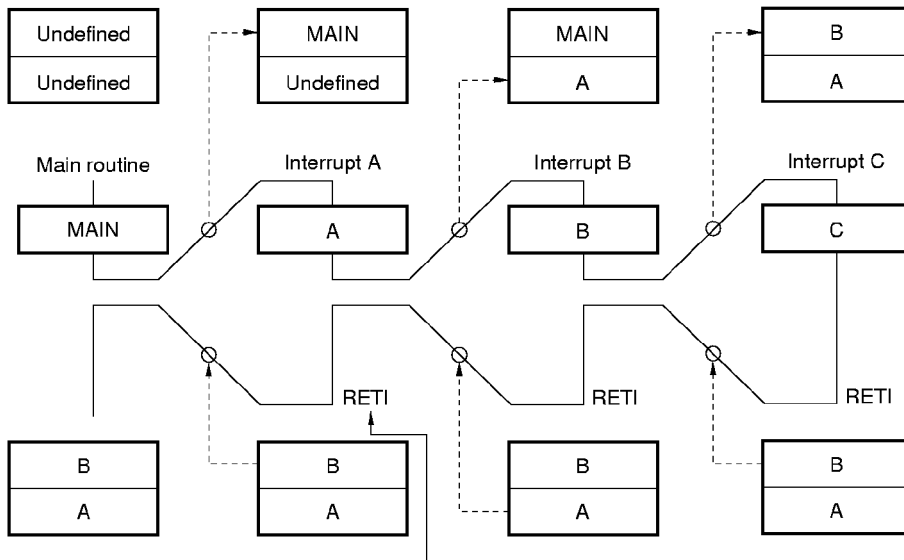 Undefined
Undefined
MAIN
Undefined
MAIN
A
B
A
Main routine
Interrupt A
Interrupt B
Interrupt C
MAIN
A
B
C
RETI
RETI
RETI
B
A
B
A
B
A
B
A